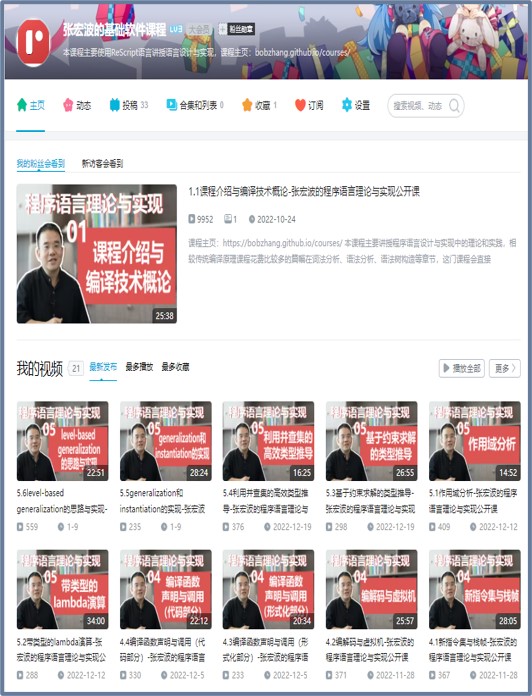 张宏波的基础软件课程 LV3 大会员 粉丝勋章
本课程主要使用ReScript语言讲授语言设计与实现，课程主页：bobzhang.github.io/courses/
主页 动态 投稿 33 合集和列表 0 收藏 1 订阅 设置 搜索视频、动态
我的粉丝会看到 新访客会看到
程序语言理论与实现
01
课程介绍与
编译技术概论
25:38
1.1课程介绍与编译技术概论-张宏波的程序语言理论与实现公开课
9952 1 2022-10-24
课程主页：https://bobzhang.github.io/courses/ 本课程主要讲授程序语言设计与实现中的理论和实践，相
较传统编译原理课程花费比较多的篇幅在词法分析、语法分析、语法树构造等章节，这门课程会直接
我的视频 21 最新发布 最多播放 最多收藏 播放全部 更多
程序语言理论与实现
05
level-based
generalization
的思路与实现
22:51
5.6level-based
generalization的思路与实现-
559 1-9
程序语言理论与实现
05
generalization和
instantiation的实现
28:24
5.5generalization和
instantiation的实现-张宏波
235 1-9
程序语言理论与实现
05
利用并查集的
高效类型推导
16:25
5.4利用并查集的高效类型推
导-张宏波的程序语言理论与
376 2022-12-19
程序语言理论与实现
05
基于约束求解
的类型推导
26:55
5.3基于约束求解的类型推导-
张宏波的程序语言理论与实现
298 2022-12-19
程序语言理论与实现
05
作用域分析
14:52
5.1作用域分析-张宏波的程序
语言理论与实现公开课
409 2022-12-12
程序语言理论与实现
05
带类型的
lambda演算
34:00
5.2带类型的lambda演算-张
宏波的程序语言理论与实现公
288 2022-12-12
程序语言理论与实现
04
编译函数
声明与调用
（代码部分）
22:12
4.4编译函数声明与调用（代
码部分）-张宏波的程序语言
330 2022-12-5
程序语言理论与实现
04
编译函数
声明与调用
（形式化部分）
20:34
4.3编译函数声明与调用（形
式化部分）-张宏波的程序语
233 2022-12-5
程序语言理论与实现
04
编解码与虚拟机
25:57
4.2编解码与虚拟机-张宏波的
程序语言理论与实现公开课
371 2022-11-28
程序语言理论与实现
04
新指令集与栈帧
28:05
4.1新指令集与栈帧-张宏波的
程序语言理论与实现公开课
367 2022-11-28